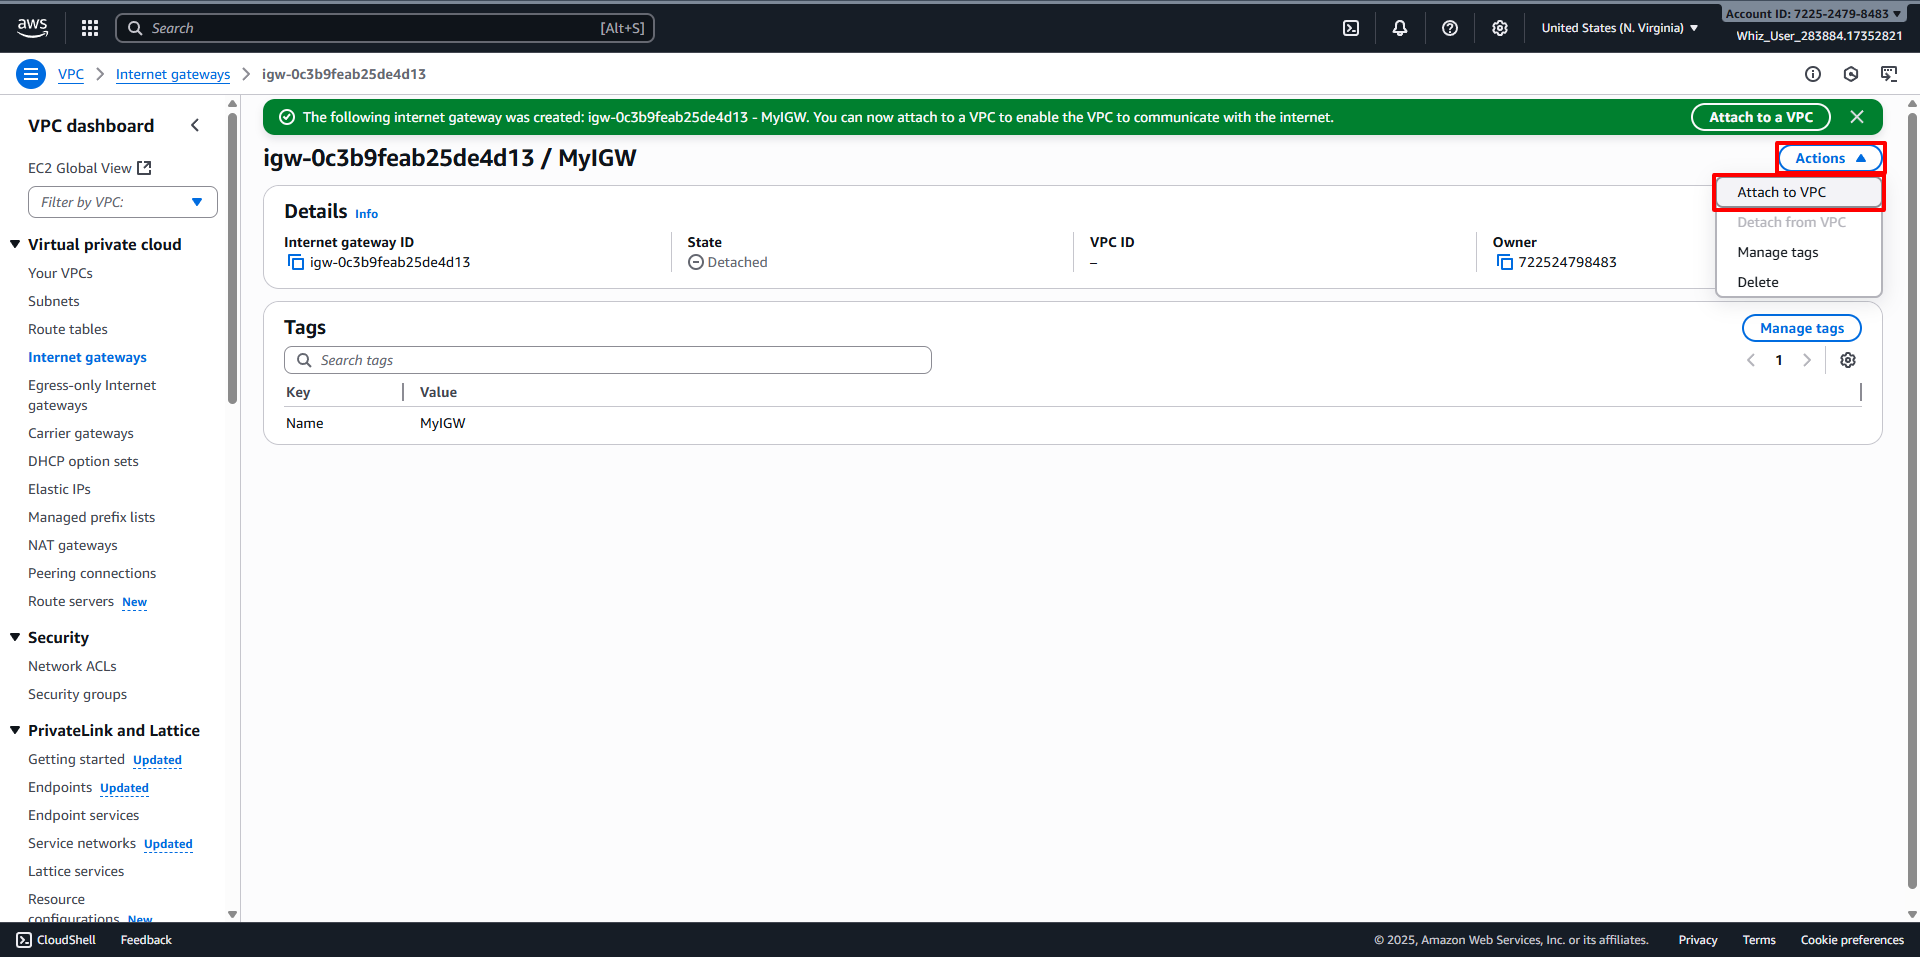 aws
Search [Alt+S]
United States (N. Virginia)
Account ID: 7225-2479-8483
Whiz_User_283884.17352821
VPC
Internet gateways
igw-0c3b9feab25de4d13
VPC dashboard
EC2 Global View
Filter by VPC:
Virtual private cloud
Your VPCs
Subnets
Route tables
Internet gateways
Egress-only Internet
gateways
Carrier gateways
DHCP option sets
Elastic IPs
Managed prefix lists
NAT gateways
Peering connections
Route servers New
Security
Network ACLs
Security groups
PrivateLink and Lattice
Getting started Updated
Endpoints Updated
Endpoint services
Service networks Updated
Lattice services
Resource
configurations New
The following internet gateway was created: igw-0c3b9feab25de4d13 - MyIGW. You can now attach to a VPC to enable the VPC to communicate with the internet.
Attach to a VPC
igw-0c3b9feab25de4d13 / MyIGW
Actions
Attach to VPC
Detach from VPC
Manage tags
Delete
Details Info
Internet gateway ID
igw-0c3b9feab25de4d13
State
Detached
VPC ID
–
Owner
722524798483
Tags
Manage tags
Search tags
1
Key Value
Name MyIGW
CloudShell Feedback
© 2025, Amazon Web Services, Inc. or its affiliates. Privacy Terms Cookie preferences